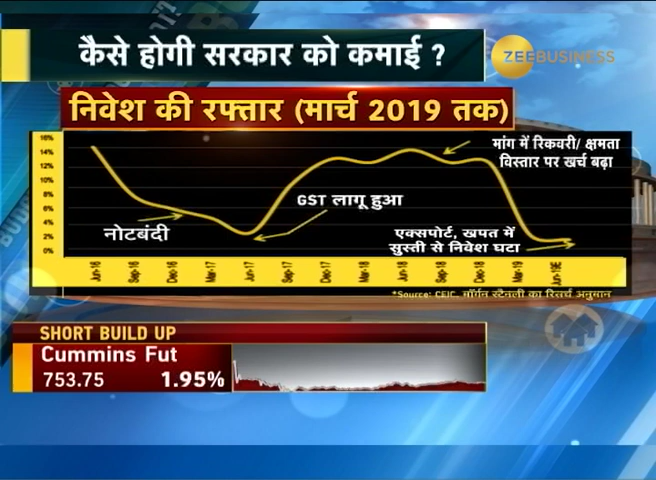 कैसे होगी सरकार को कमाई ?
ZEEBUSINESS
निवेश की रफ्तार (मार्च 2019 तक)
16%
14%
12%
10%
8%
6%
4%
2%
0%
मांग में रिकवरी/ क्षमता
विस्तार पर खर्च बढ़ा
GST लागू हुआ
नोटबंदी
एक्सपोर्ट, खपत में
सुस्ती से निवेश घटा
Jun-16 Sep-16 Dec-16 Mar-17 Jun-17 Sep-17 Dec-17 Mar-18 Jun-18 Sep-18 Dec-18 Mar-19 Jun-19E
*Source: CEIC, मॉर्गन स्टैनली का रिसर्च अनुमान
SHORT BUILD UP
Cummins Fut
753.75 1.95%